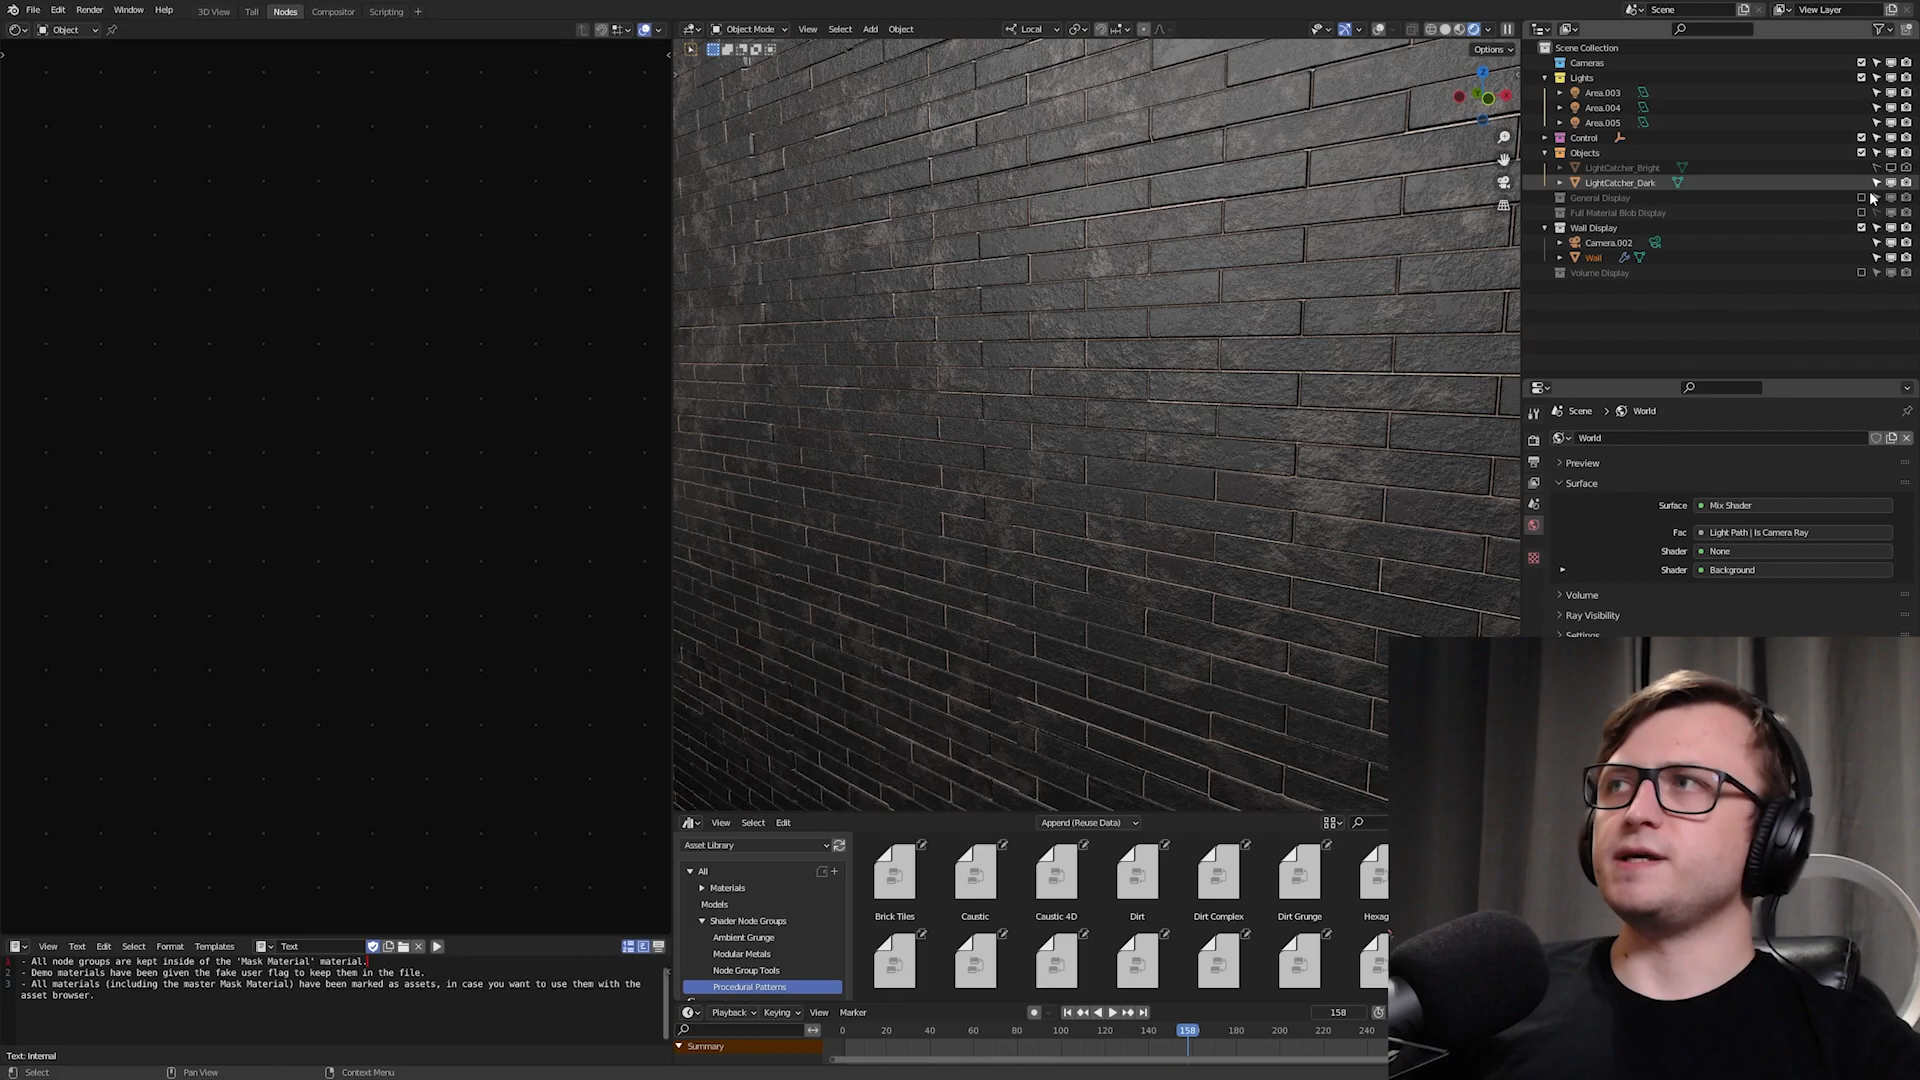 File Edit Render Window Help 3D View Tall Nodes Compositor Scripting + Scene View Layer
Object
Object Mode View Select Add Object Local
Options
Scene Collection
Cameras
Lights
Area.003
Area.004
Area.005
Control
Objects
LightCatcher_Bright
LightCatcher_Dark
General Display
Full Material Blob Display
Wall Display
Camera.002
Wall
Volume Display
Scene > World
World
Preview
Surface
Surface Mix Shader
Fac Light Path | Is Camera Ray
Shader None
Shader Background
Volume
Ray Visibility
Settings
View Select Edit Append (Reuse Data)
Asset Library
All
Materials
Models
Shader Node Groups
Ambient Grunge
Modular Metals
Node Group Tools
Procedural Patterns
Brick Tiles Caustic Caustic 4D Dirt Dirt Complex Dirt Grunge Hexag
View Text Edit Select Format Templates Text
1 - All node groups are kept inside of the 'Mask Material' material.
2 - Demo materials have been given the fake user flag to keep them in the file.
3 - All materials (including the master Mask Material) have been marked as assets, in case you want to use them with the
asset browser.
Text: Internal
Playback Keying View Marker 158
0 20 40 60 80 100 120 140 158 180 200 220 240
Summary
Select Pan View Context Menu